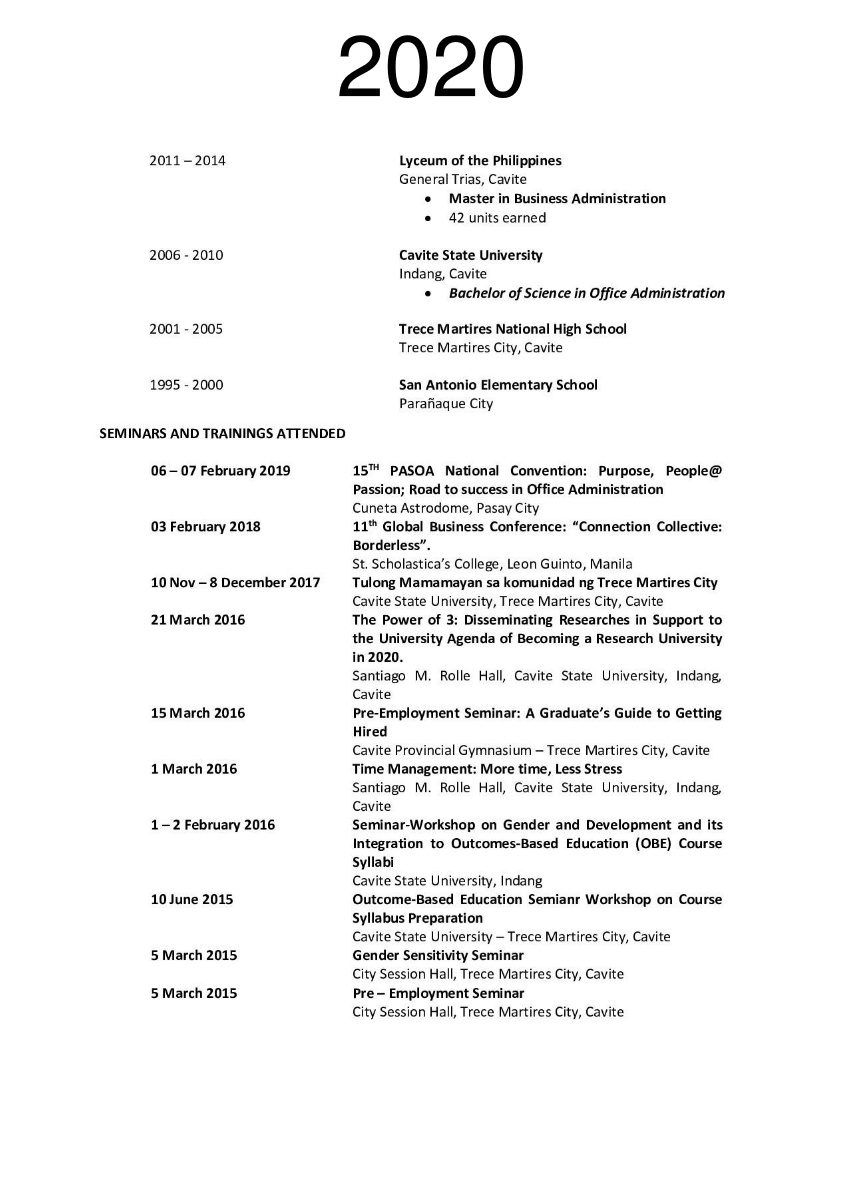 2020
2011 – 2014 Lyceum of the Philippines
General Trias, Cavite
• Master in Business Administration
• 42 units earned
2006 - 2010 Cavite State University
Indang, Cavite
• Bachelor of Science in Office Administration
2001 - 2005 Trece Martires National High School
Trece Martires City, Cavite
1995 - 2000 San Antonio Elementary School
Parañaque City
SEMINARS AND TRAININGS ATTENDED
06 – 07 February 2019 15TH PASOA National Convention: Purpose, People@
Passion; Road to success in Office Administration
Cuneta Astrodome, Pasay City
03 February 2018 11th Global Business Conference: “Connection Collective:
Borderless”.
St. Scholastica’s College, Leon Guinto, Manila
10 Nov – 8 December 2017 Tulong Mamamayan sa komunidad ng Trece Martires City
Cavite State University, Trece Martires City, Cavite
21 March 2016 The Power of 3: Disseminating Researches in Support to
the University Agenda of Becoming a Research University
in 2020.
Santiago M. Rolle Hall, Cavite State University, Indang,
Cavite
15 March 2016 Pre-Employment Seminar: A Graduate’s Guide to Getting
Hired
Cavite Provincial Gymnasium – Trece Martires City, Cavite
1 March 2016 Time Management: More time, Less Stress
Santiago M. Rolle Hall, Cavite State University, Indang,
Cavite
1 – 2 February 2016 Seminar-Workshop on Gender and Development and its
Integration to Outcomes-Based Education (OBE) Course
Syllabi
Cavite State University, Indang
10 June 2015 Outcome-Based Education Semianr Workshop on Course
Syllabus Preparation
Cavite State University – Trece Martires City, Cavite
5 March 2015 Gender Sensitivity Seminar
City Session Hall, Trece Martires City, Cavite
5 March 2015 Pre – Employment Seminar
City Session Hall, Trece Martires City, Cavite